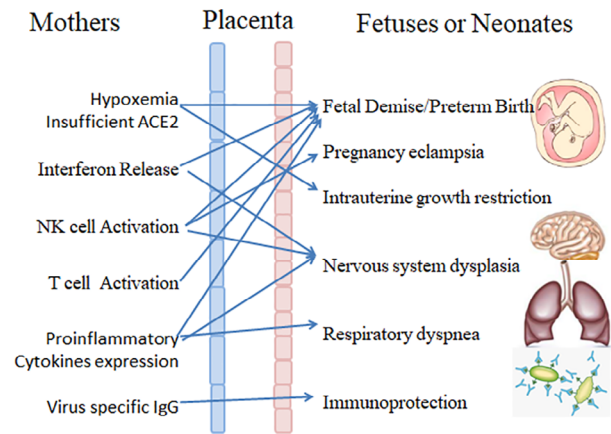 Mothers
Placenta
Fetuses or Neonates
Hypoxemia
Insufficient ACE2
Interferon Release
NK cell Activation
T cell Activation
Proinflammatory
Cytokines expression
Virus specific IgG
Fetal Demise/Preterm Birth
Pregnancy eclampsia
Intrauterine growth restriction
Nervous system dysplasia
Respiratory dyspnea
Immunoprotection